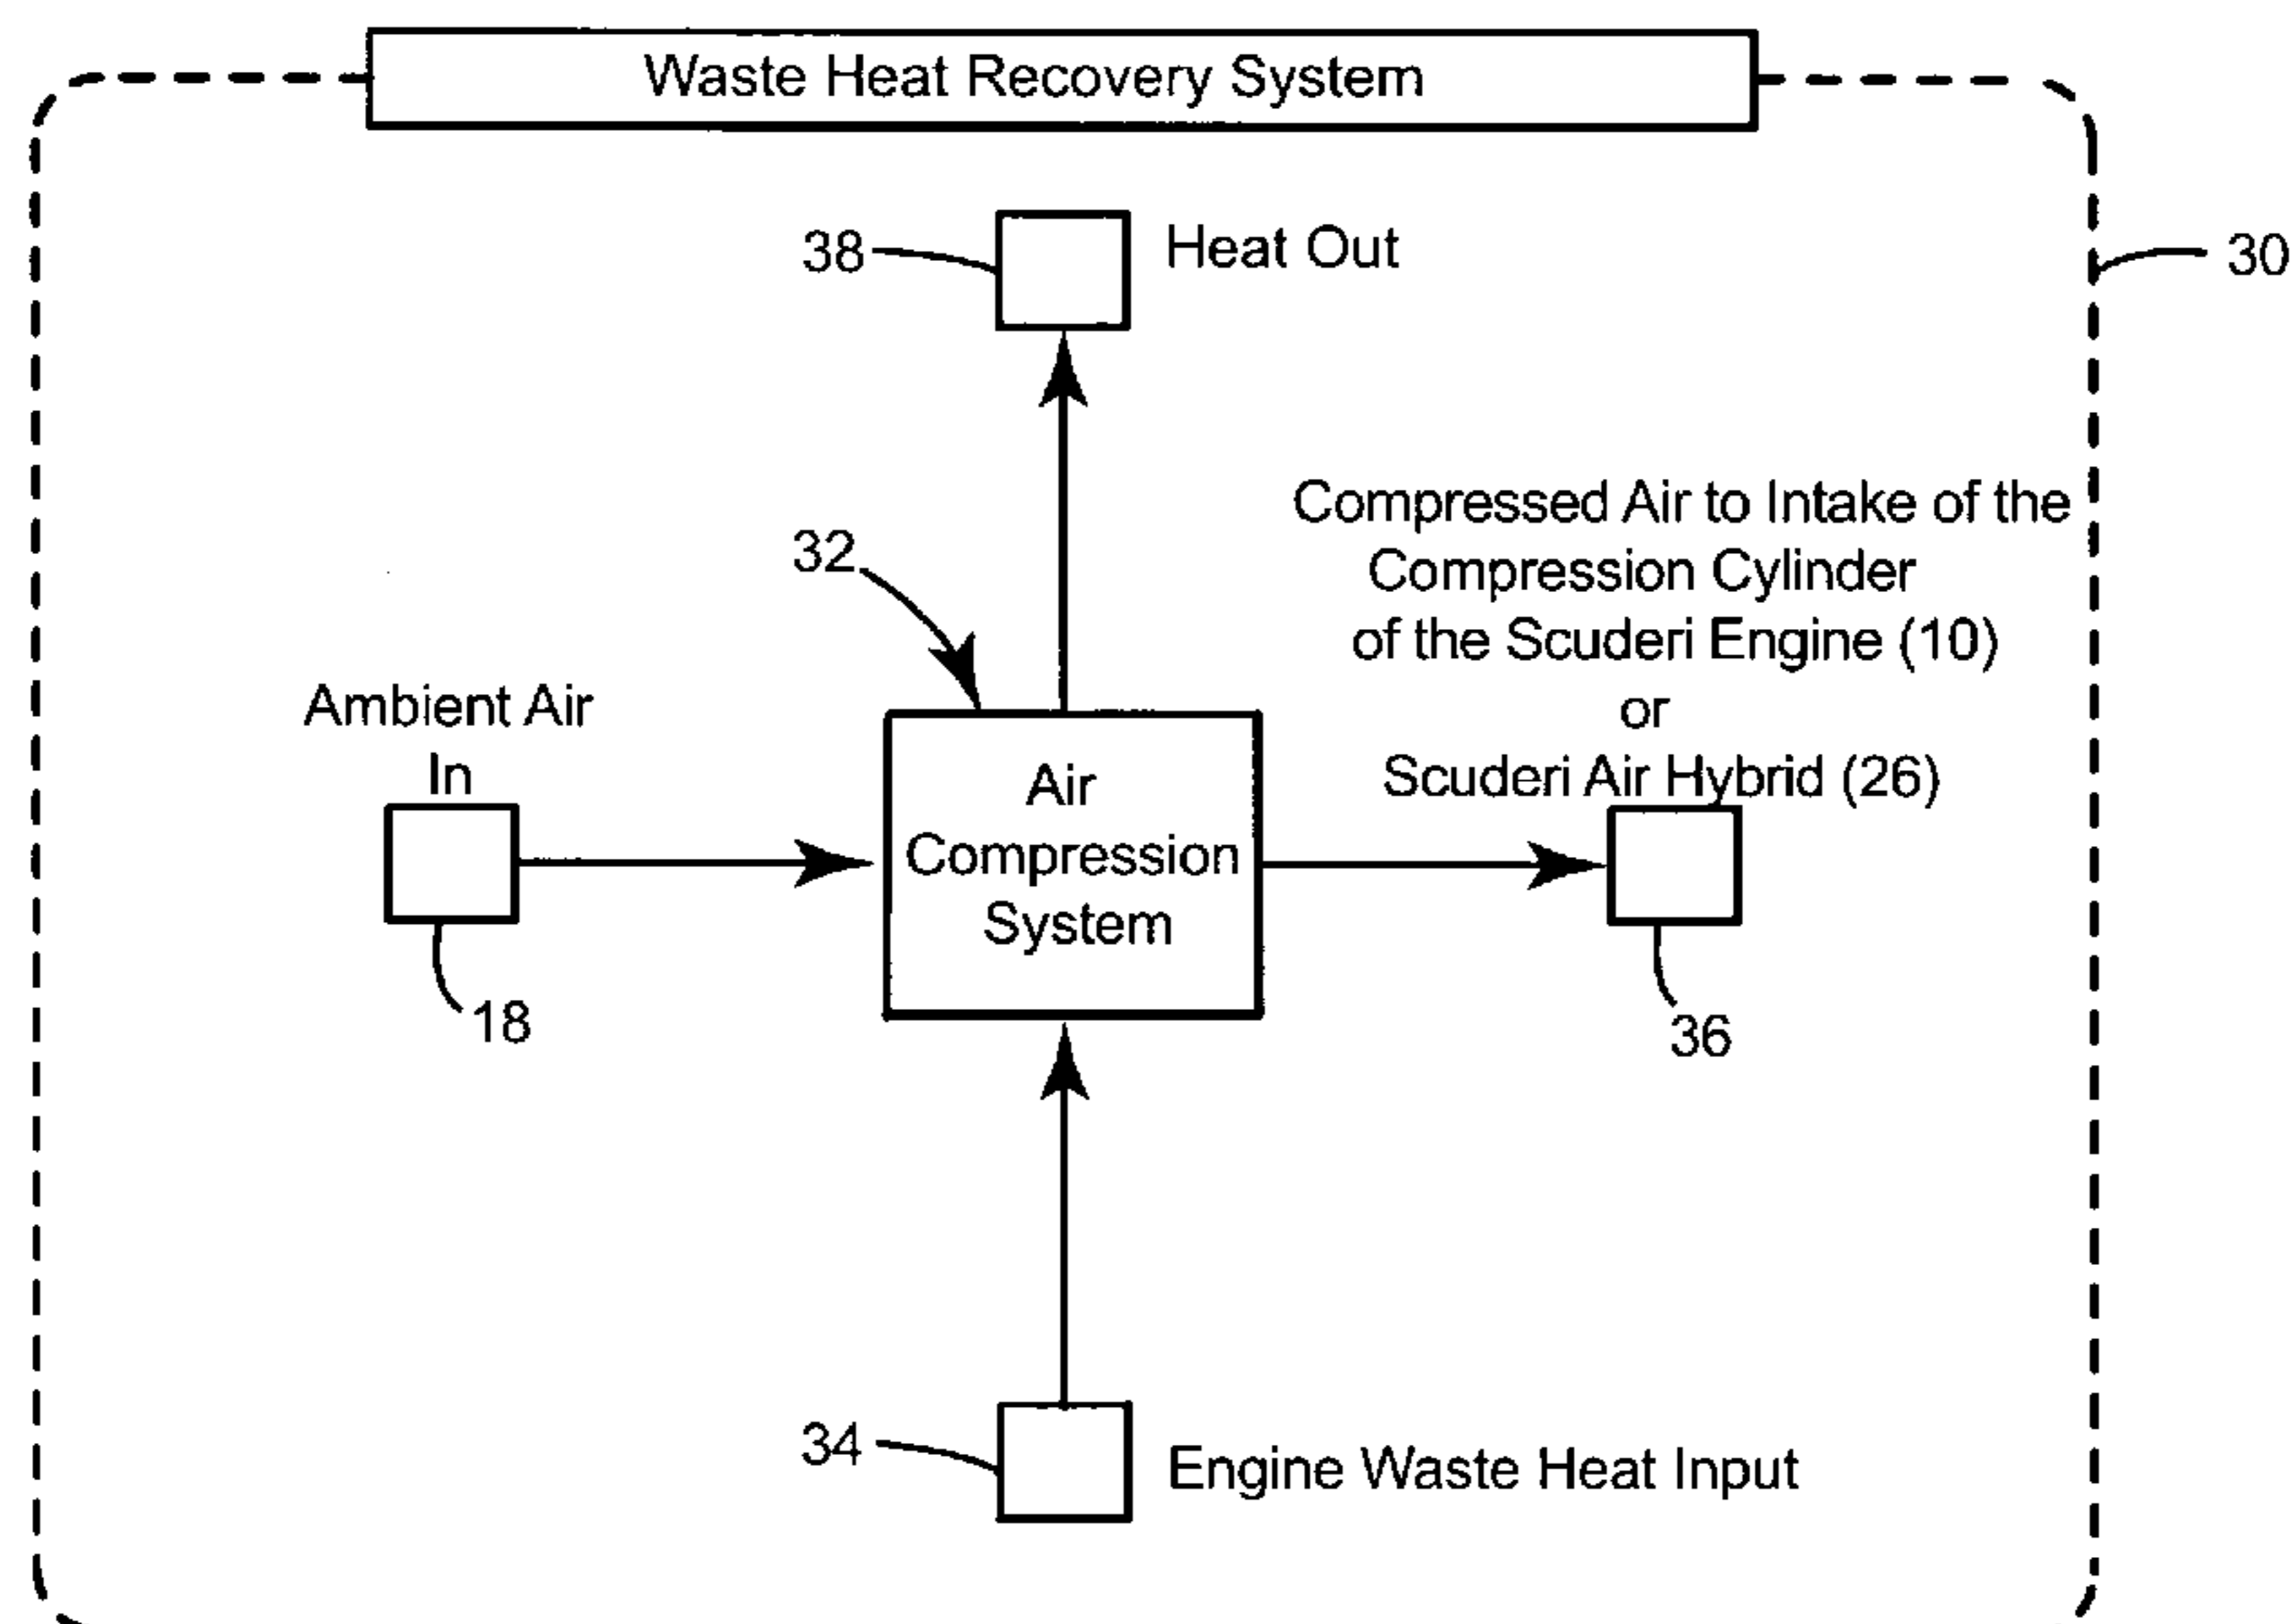 Waste Heat Recovery System
38
Heat Out
30
Compressed Air to Intake of the
Compression Cylinder
of the Scuderi Engine (10)
or
Scuderi Air Hybrid (26)
32
Ambient Air
In
Air
Compression
System
18
36
34
Engine Waste Heat Input